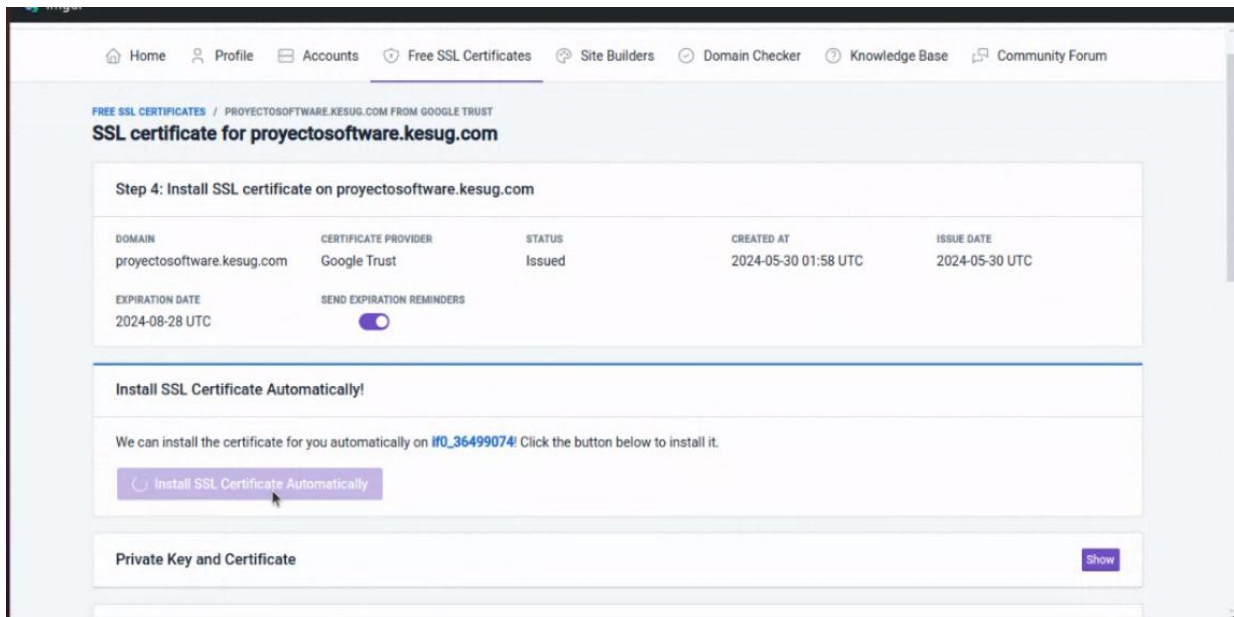 imgur
Home Profile Accounts Free SSL Certificates Site Builders Domain Checker Knowledge Base Community Forum
FREE SSL CERTIFICATES / PROYECTOSOFTWARE.KESUG.COM FROM GOOGLE TRUST
SSL certificate for proyectosoftware.kesug.com
Step 4: Install SSL certificate on proyectosoftware.kesug.com
DOMAIN CERTIFICATE PROVIDER STATUS CREATED AT ISSUE DATE
proyectosoftware.kesug.com Google Trust Issued 2024-05-30 01:58 UTC 2024-05-30 UTC
EXPIRATION DATE SEND EXPIRATION REMINDERS
2024-08-28 UTC
Install SSL Certificate Automatically!
We can install the certificate for you automatically on if0_36499074! Click the button below to install it.
Install SSL Certificate Automatically
Private Key and Certificate Show